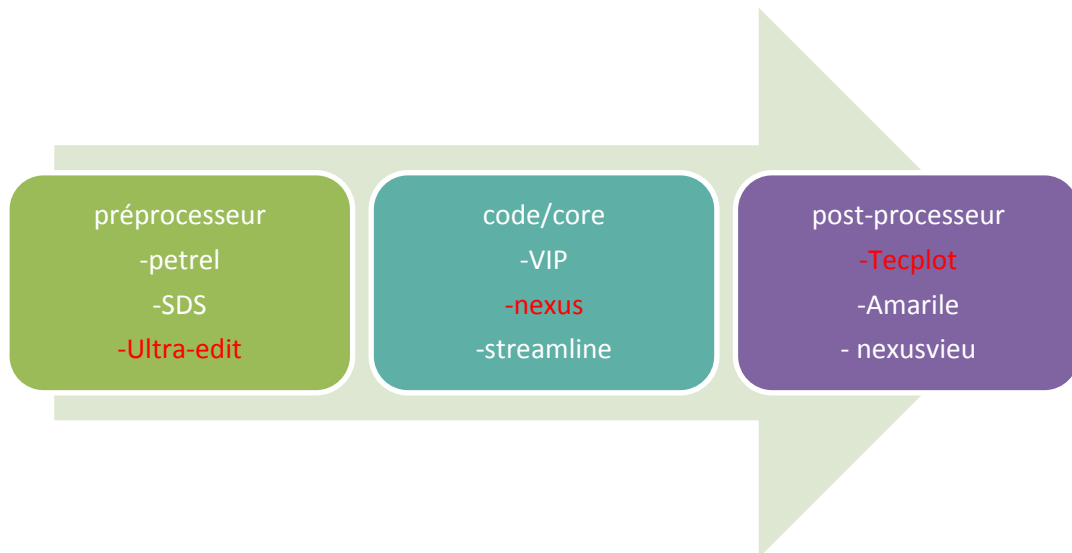 préprocesseur
-petrel
-SDS
-Ultra-edit
code/core
-VIP
-nexus
-streamline
post-processeur
-Tecplot
-Amarile
- nexusvieu